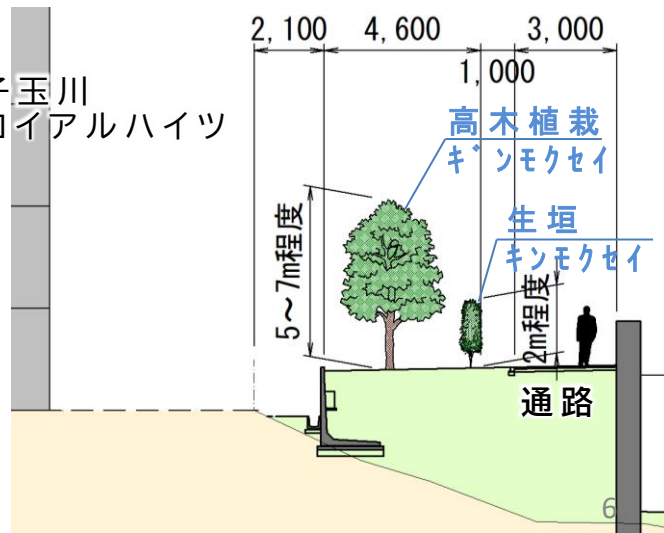 2,100 4,600 3,000
1,000
子玉川
ロイアルハイツ
高木植栽
ギンモクセイ
生垣
キンモクセイ
5～7m程度
2m程度
通路
6